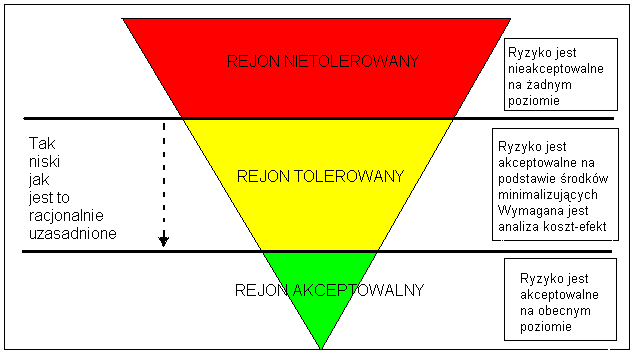 REJON NIETOLEROWANY
Ryzyko jest
nieakceptowalne
na żadnym
poziomie
Tak
niski
jak
jest to
racjonalnie
uzasadnione
REJON TOLEROWANY
Ryzyko jest
akceptowalne na
podstawie środków
minimalizujących
Wymagana jest
analiza koszt-efekt
REJON AKCEPTOWALNY
Ryzyko jest
akceptowalne
na obecnym
poziomie